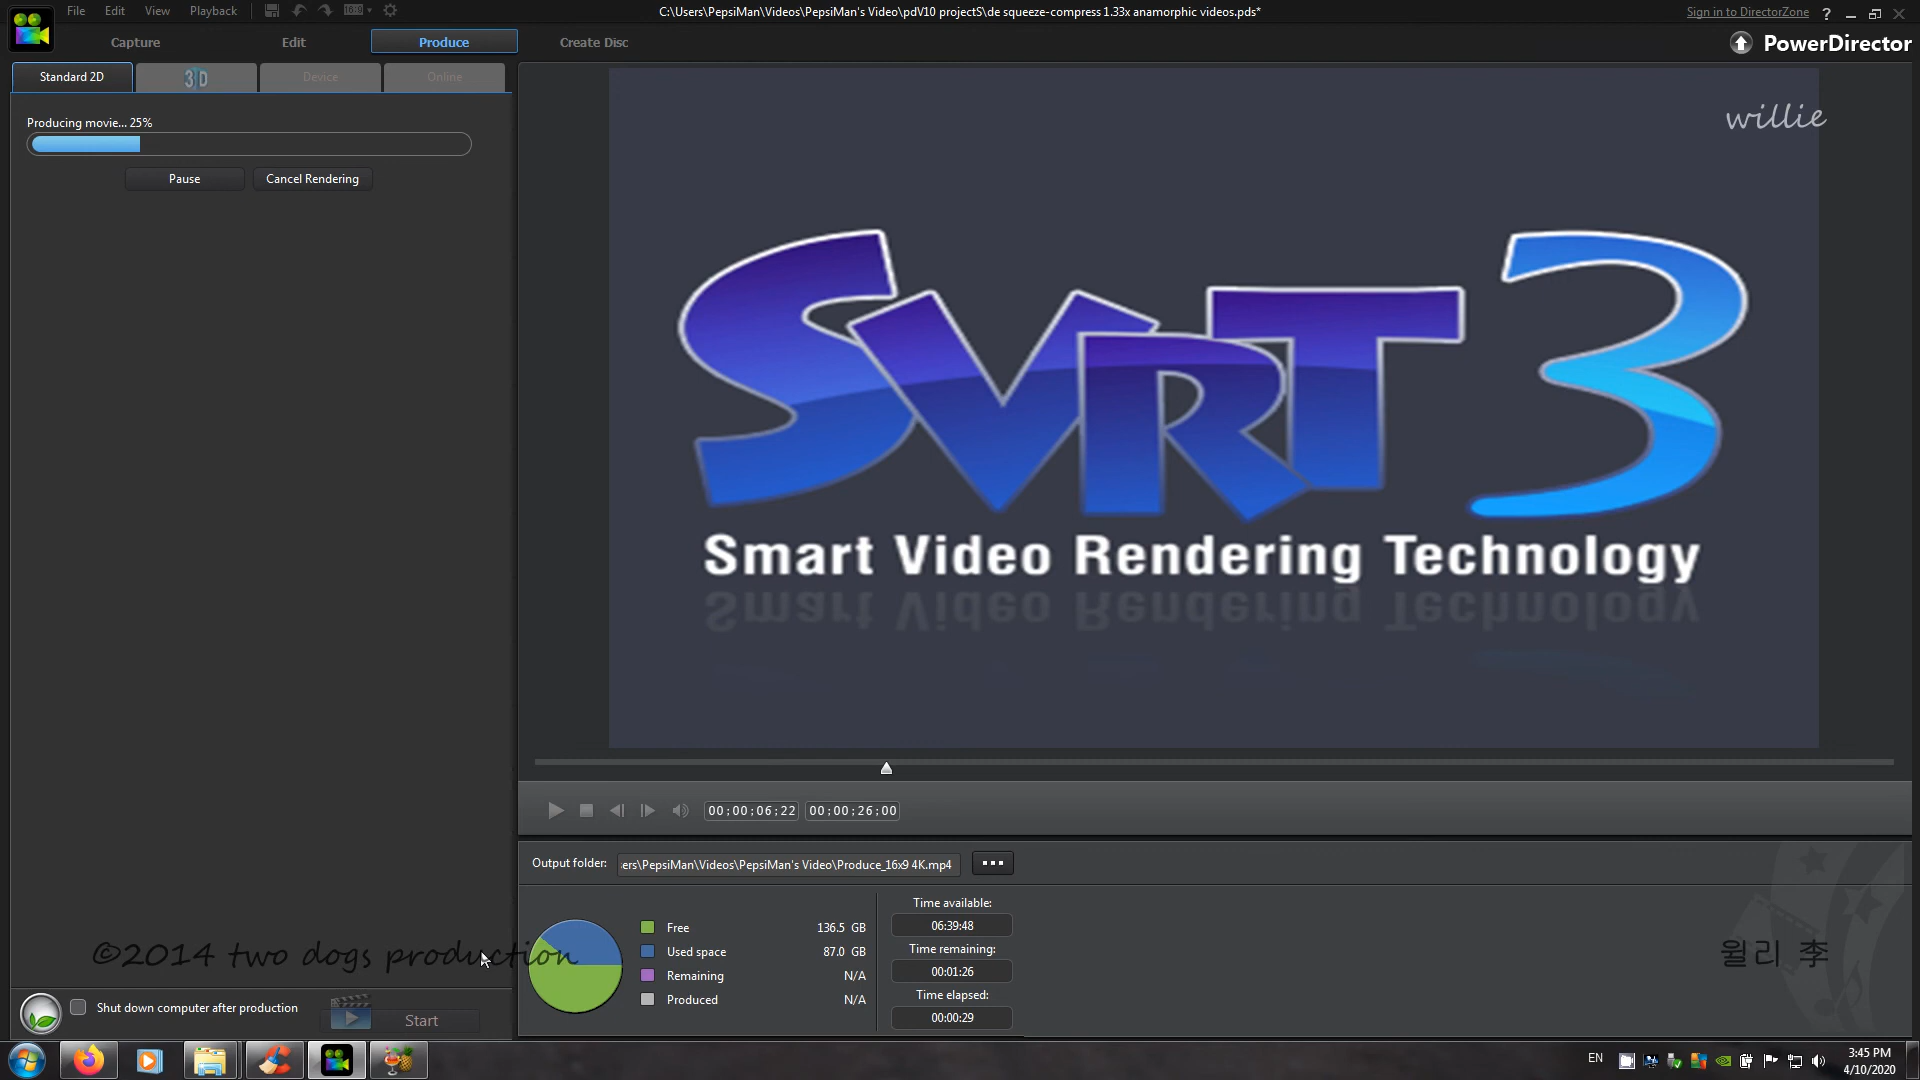 File Edit View Playback 16:9
C:\Users\PepsiMan\Videos\PepsiMan's Video\pdV10 projectS\de squeeze-compress 1.33x anamorphic videos.pds*
Sign in to DirectorZone ?
Capture Edit Produce Create Disc
PowerDirector
Standard 2D 3D Device Online
Producing movie... 25%
Pause Cancel Rendering
willie
SVRT 3
Smart Video Rendering Technology
00;00;06;22 00;00;26;00
Output folder: ers\PepsiMan\Videos\PepsiMan's Video\Produce_16x9 4K.mp4 ...
Free 136.5 GB
Used space 87.0 GB
Remaining N/A
Produced N/A
Time available:
06:39:48
Time remaining:
00:01:26
Time elapsed:
00:00:29
©2014 two dogs production
윌리 李
Shut down computer after production
Start
EN
3:45 PM
4/10/2020